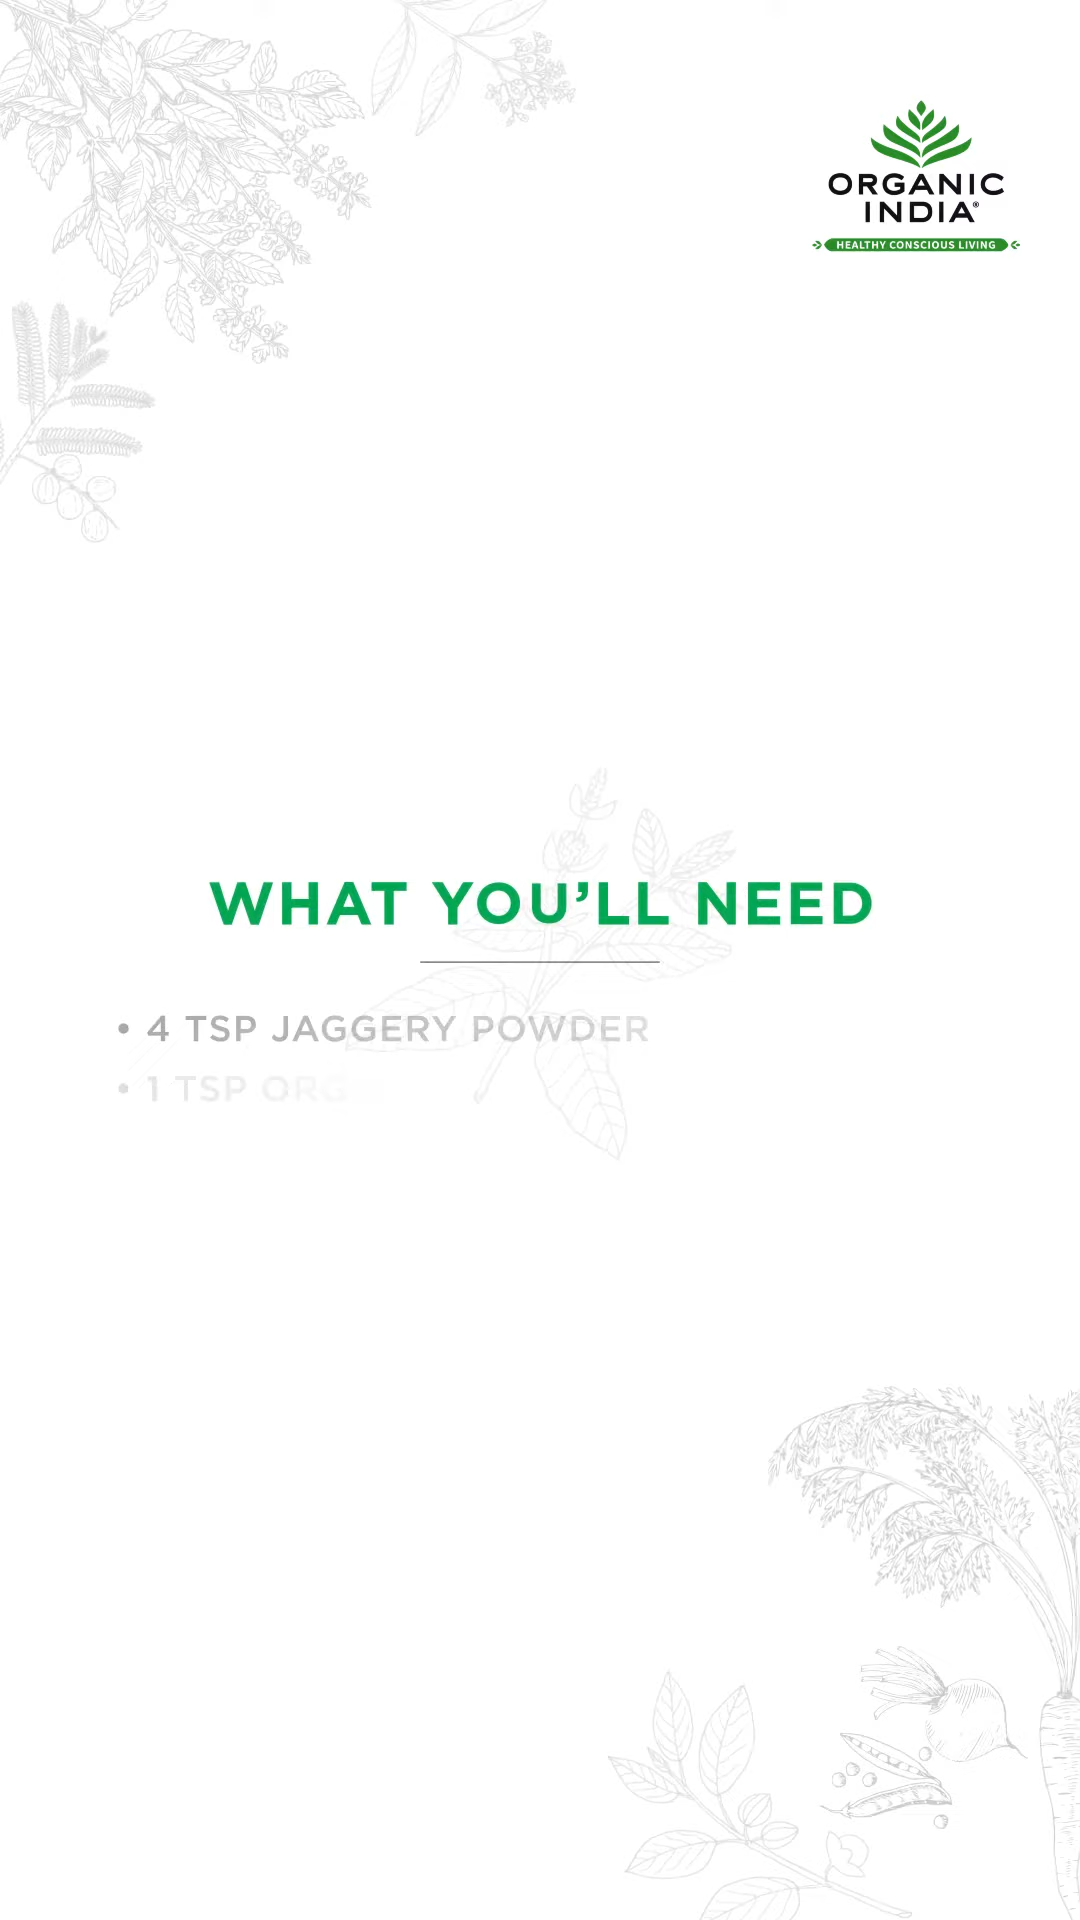 ORGANIC
INDIA®
HEALTHY CONSCIOUS LIVING
WHAT YOU’LL NEED
• 4 TSP JAGGERY POWDER
• 1 TSP